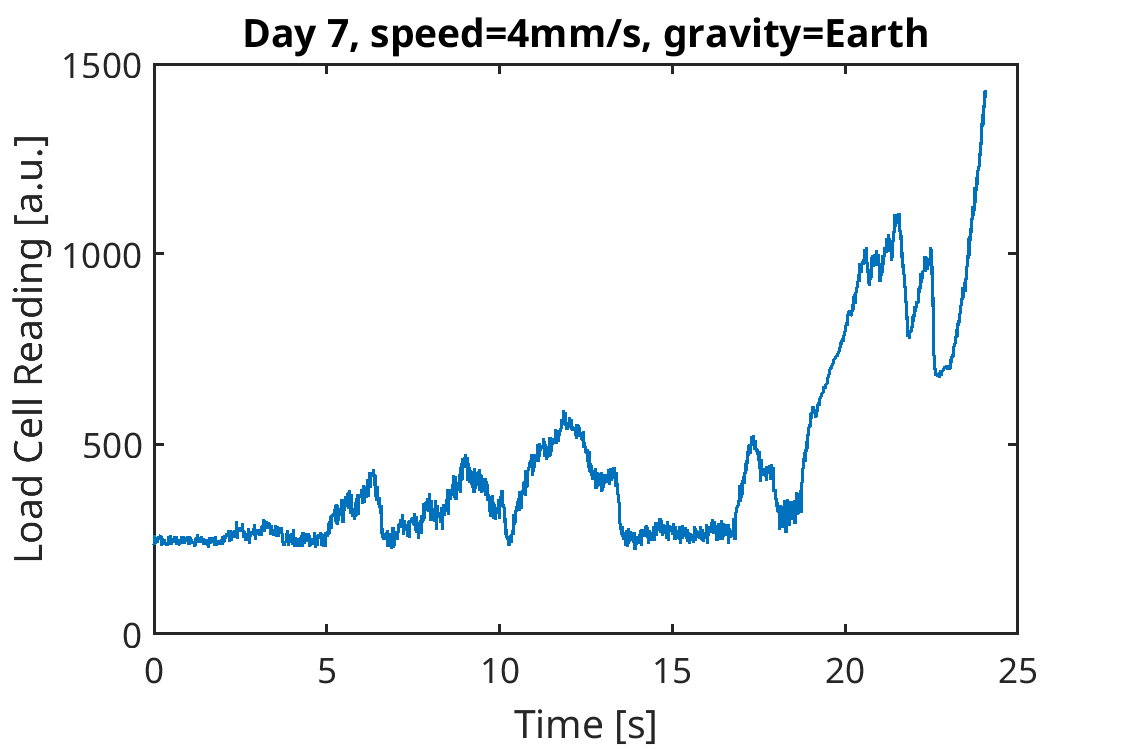 Day 7, speed=4mm/s, gravity=Earth
Load Cell Reading [a.u.]
1500
1000
500
0
0 5 10 15 20 25
Time [s]